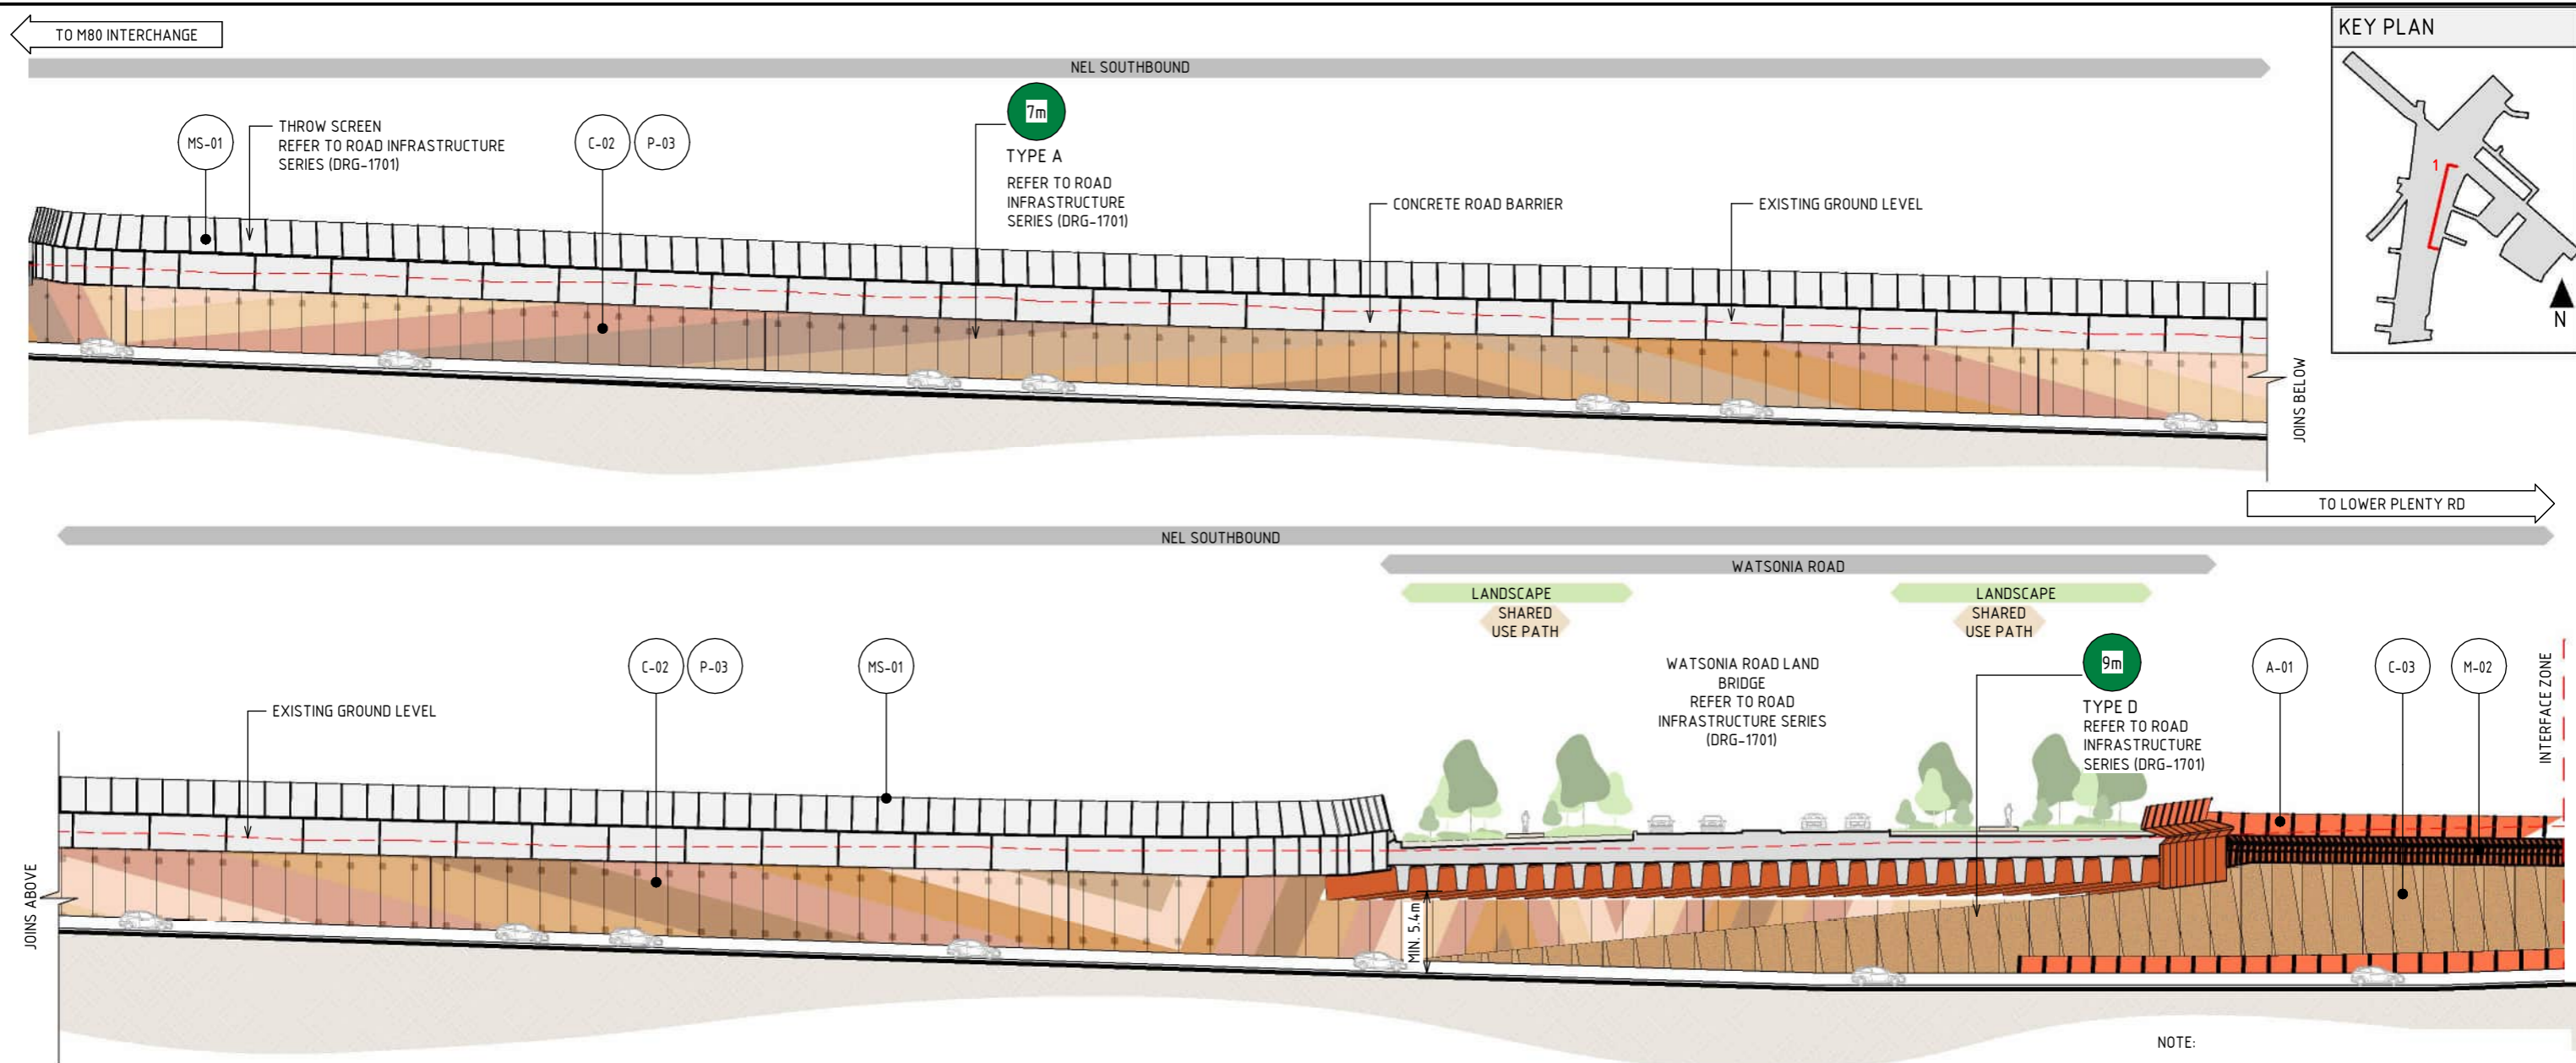 TO M80 INTERCHANGE
KEY PLAN
NEL SOUTHBOUND
7m
MS-01
THROW SCREEN
REFER TO ROAD INFRASTRUCTURE
SERIES (DRG-1701)
C-02
P-03
TYPE A
REFER TO ROAD
INFRASTRUCTURE
SERIES (DRG-1701)
CONCRETE ROAD BARRIER
EXISTING GROUND LEVEL
1
N
JOINS BELOW
TO LOWER PLENTY RD
NEL SOUTHBOUND
WATSONIA ROAD
LANDSCAPE
SHARED
USE PATH
LANDSCAPE
SHARED
USE PATH
C-02
P-03
MS-01
WATSONIA ROAD LAND
BRIDGE
REFER TO ROAD
INFRASTRUCTURE SERIES
(DRG-1701)
9m
TYPE D
REFER TO ROAD
INFRASTRUCTURE
SERIES (DRG-1701)
A-01
C-03
M-02
INTERFACE ZONE
EXISTING GROUND LEVEL
JOINS ABOVE
MIN. 5.4m
NOTE: